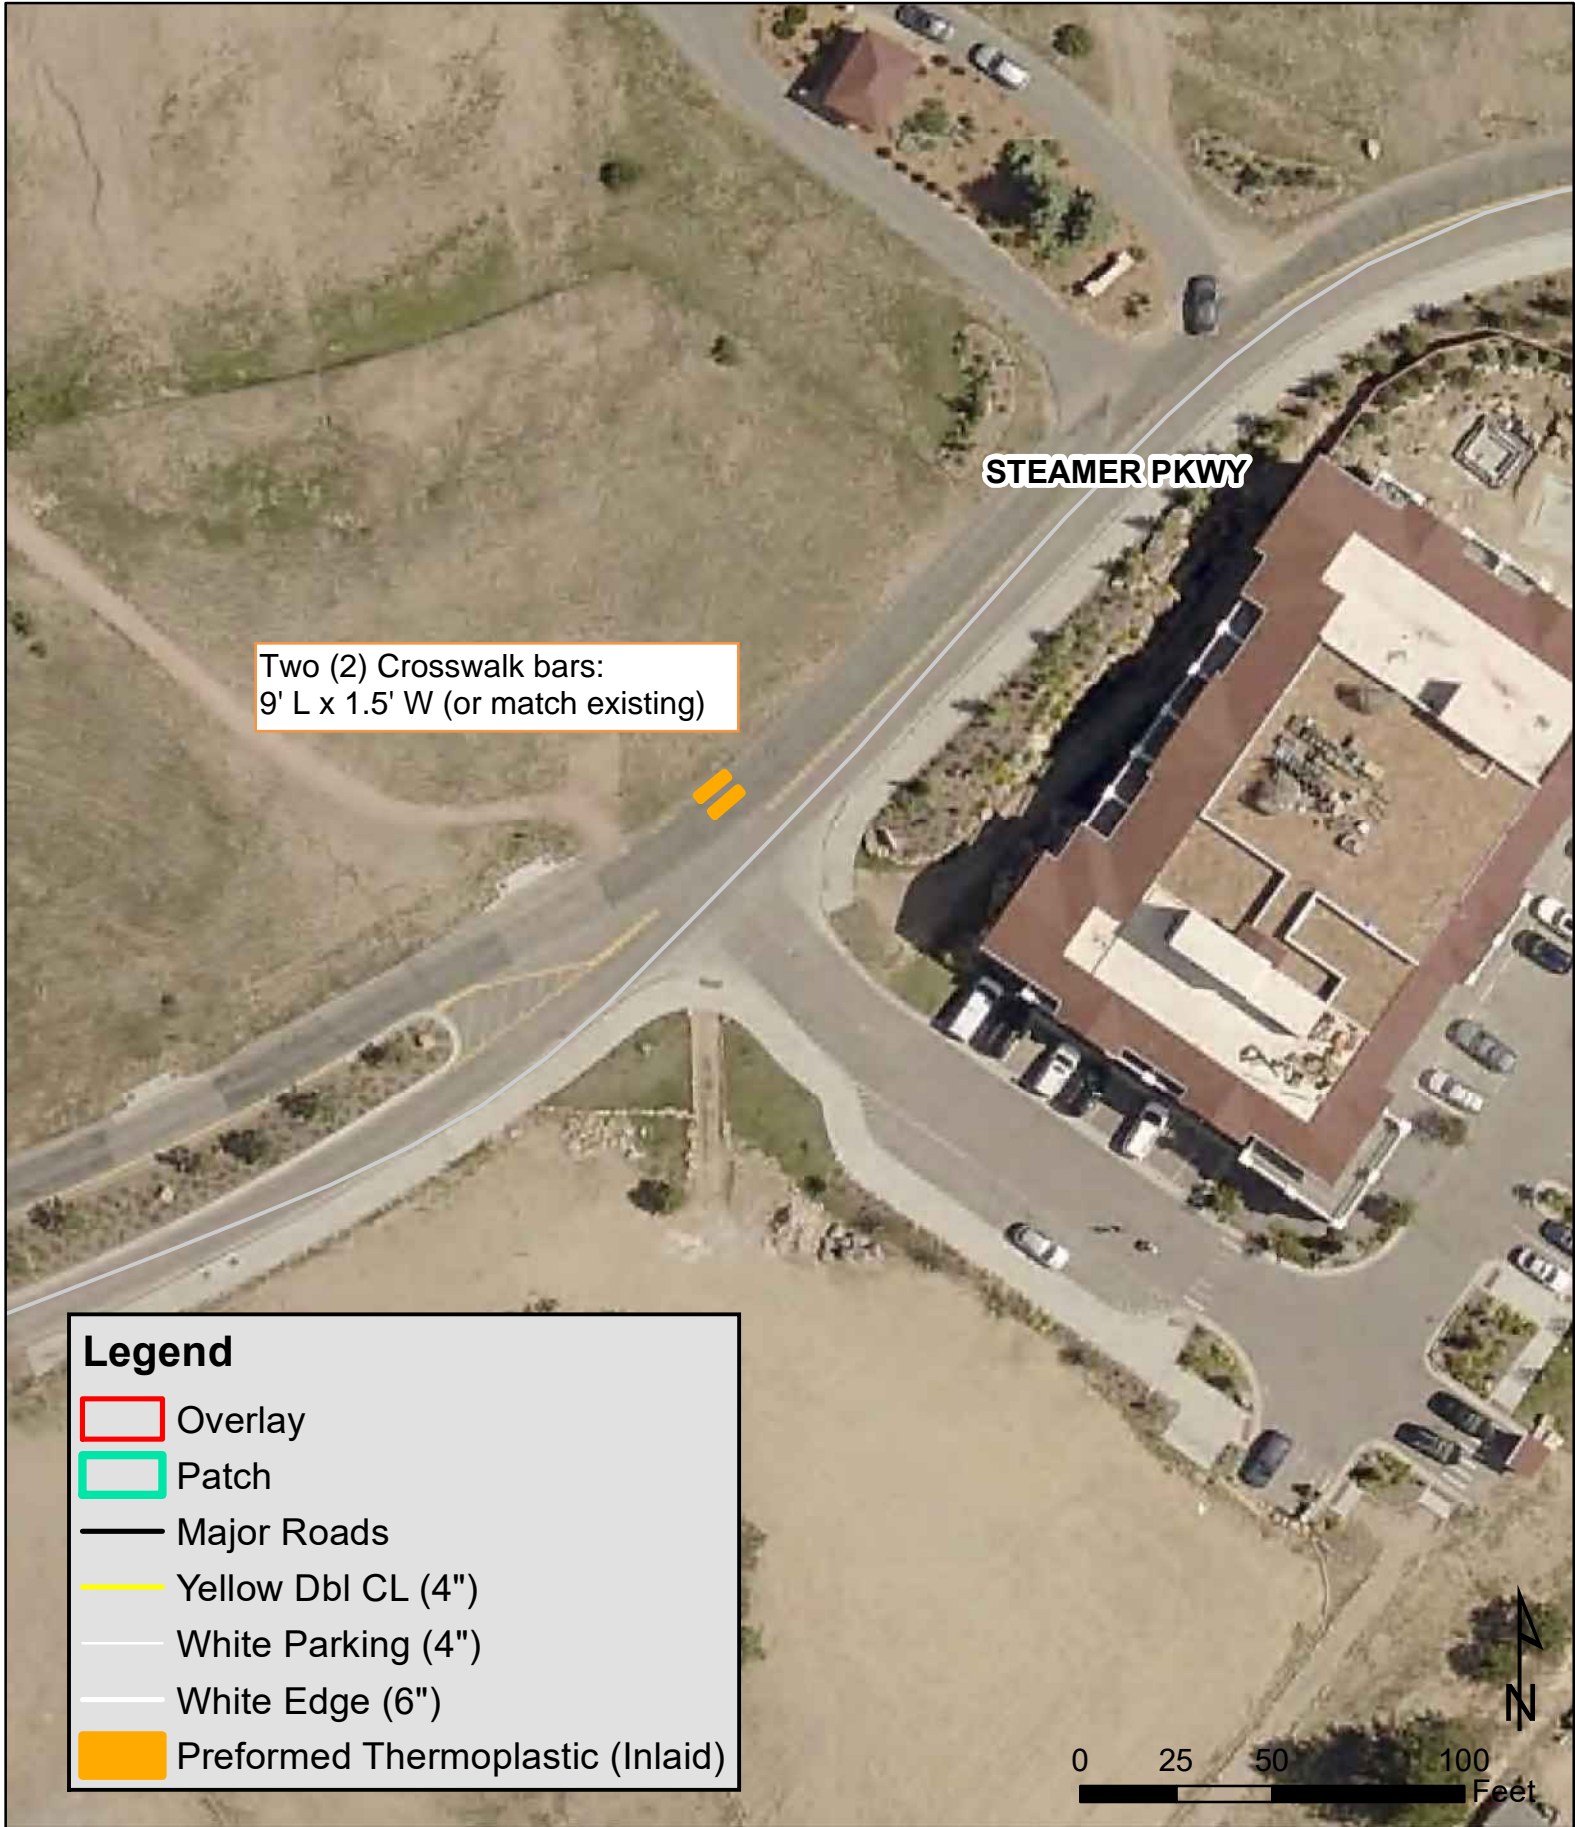 STEAMER PKWY
Two (2) Crosswalk bars:
9' L x 1.5' W (or match existing)
Legend
Overlay
Patch
Major Roads
Yellow Dbl CL (4")
White Parking (4")
White Edge (6")
Preformed Thermoplastic (Inlaid)
N
0 25 50 100
Feet